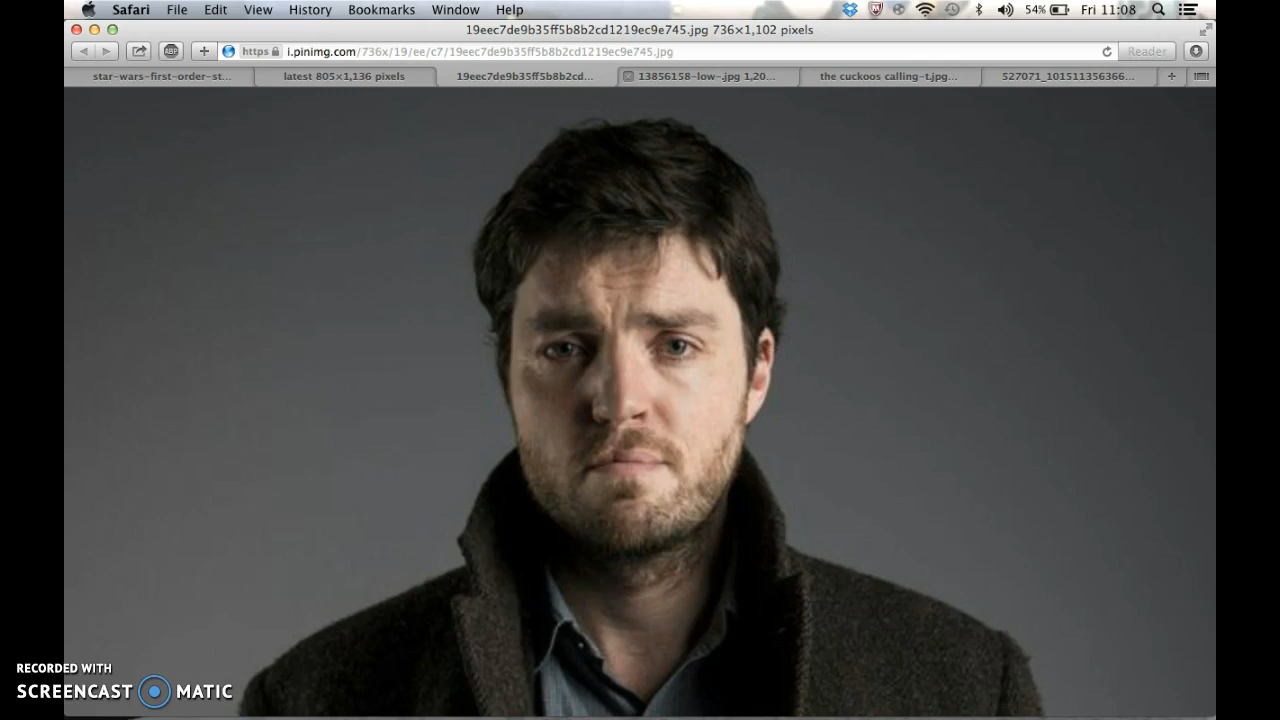 Safari File Edit View History Bookmarks Window Help 54% Fri 11:08
19eec7de9b35ff5b8b2cd1219ec9e745.jpg 736×1,102 pixels
ABP + https i.pinimg.com/736x/19/ee/c7/19eec7de9b35ff5b8b2cd1219ec9e745.jpg Reader
star-wars-first-order-st... latest 805×1,136 pixels 19eec7de9b35ff5b8b2cd... 13856158-low-.jpg 1,20... the cuckoos calling-t.jpg... 527071_101511356366... +
RECORDED WITH
SCREENCAST MATIC